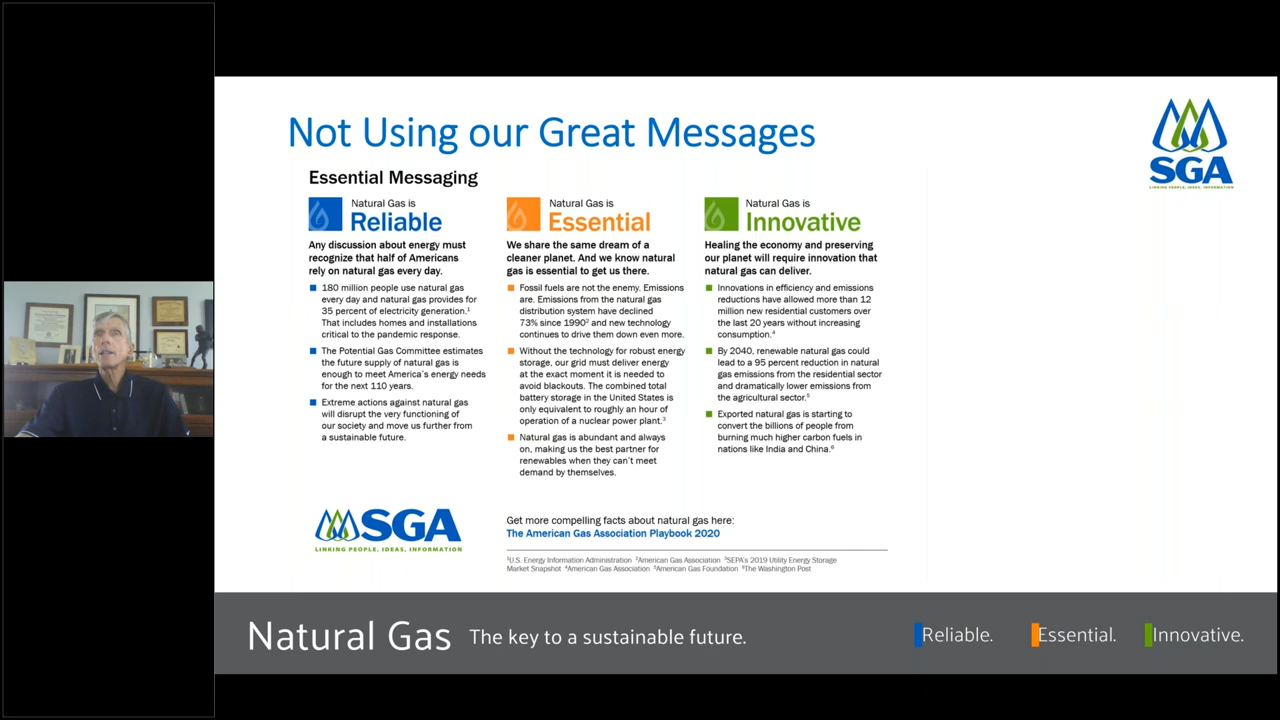 Not Using our Great Messages
SGA
LINKING PEOPLE, IDEAS, INFORMATION
Essential Messaging
Natural Gas is
Reliable
Any discussion about energy must
recognize that half of Americans
rely on natural gas every day.
180 million people use natural gas
every day and natural gas provides for
35 percent of electricity generation.¹
That includes homes and installations
critical to the pandemic response.
The Potential Gas Committee estimates
the future supply of natural gas is
enough to meet America's energy needs
for the next 110 years.
Extreme actions against natural gas
will disrupt the very functioning of
our society and move us further from
a sustainable future.
Natural Gas is
Essential
We share the same dream of a
cleaner planet. And we know natural
gas is essential to get us there.
Fossil fuels are not the enemy. Emissions
are. Emissions from the natural gas
distribution system have declined
73% since 1990² and new technology
continues to drive them down even more.
Without the technology for robust energy
storage, our grid must deliver energy
at the exact moment it is needed to
avoid blackouts. The combined total
battery storage in the United States is
only equivalent to roughly an hour of
operation of a nuclear power plant.³
Natural gas is abundant and always
on, making us the best partner for
renewables when they can't meet
demand by themselves.
Natural Gas is
Innovative
Healing the economy and preserving
our planet will require innovation that
natural gas can deliver.
Innovations in efficiency and emissions
reductions have allowed more than 12
million new residential customers over
the last 20 years without increasing
consumption.⁴
By 2040, renewable natural gas could
lead to a 95 percent reduction in natural
gas emissions from the residential sector
and dramatically lower emissions from
the agricultural sector.⁵
Exported natural gas is starting to
convert the billions of people from
burning much higher carbon fuels in
nations like India and China.⁶
SGA
LINKING PEOPLE, IDEAS, INFORMATION
Get more compelling facts about natural gas here:
The American Gas Association Playbook 2020
¹U.S. Energy Information Administration ²American Gas Association ³SEPA's 2019 Utility Energy Storage
Market Snapshot ⁴American Gas Association ⁵American Gas Foundation ⁶The Washington Post
Natural Gas The key to a sustainable future.
Reliable. Essential. Innovative.